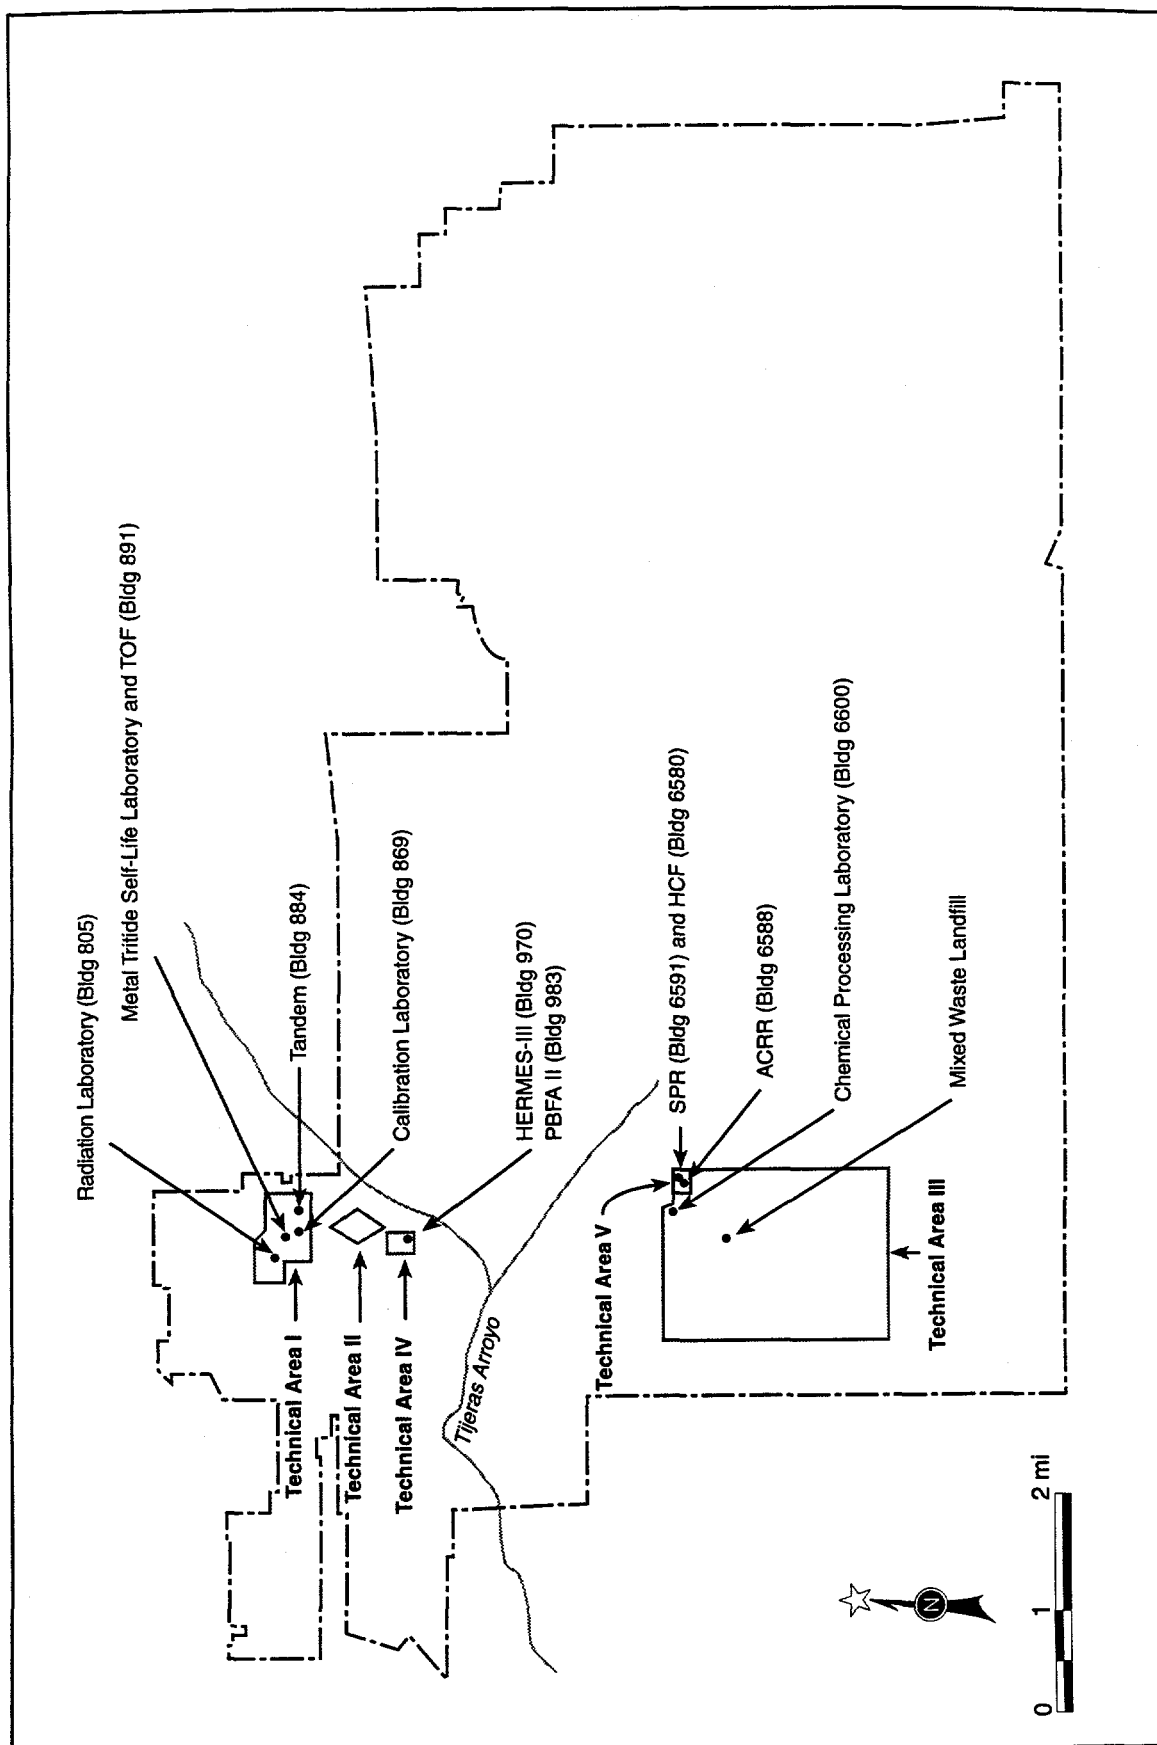 Radiation Laboratory (Bldg 805)
Metal Tritide Self-Life Laboratory and TOF (Bldg 891)
Tandem (Bldg 884)
Calibration Laboratory (Bldg 869)
HERMES-III (Bldg 970)
PBFA II (Bldg 983)
SPR (Bldg 6591) and HCF (Bldg 6580)
ACRR (Bldg 6588)
Chemical Processing Laboratory (Bldg 6600)
Mixed Waste Landfill
Technical Area I
Technical Area II
Technical Area IV
Tijeras Arroyo
Technical Area V
Technical Area III
N
0 1 2 mi